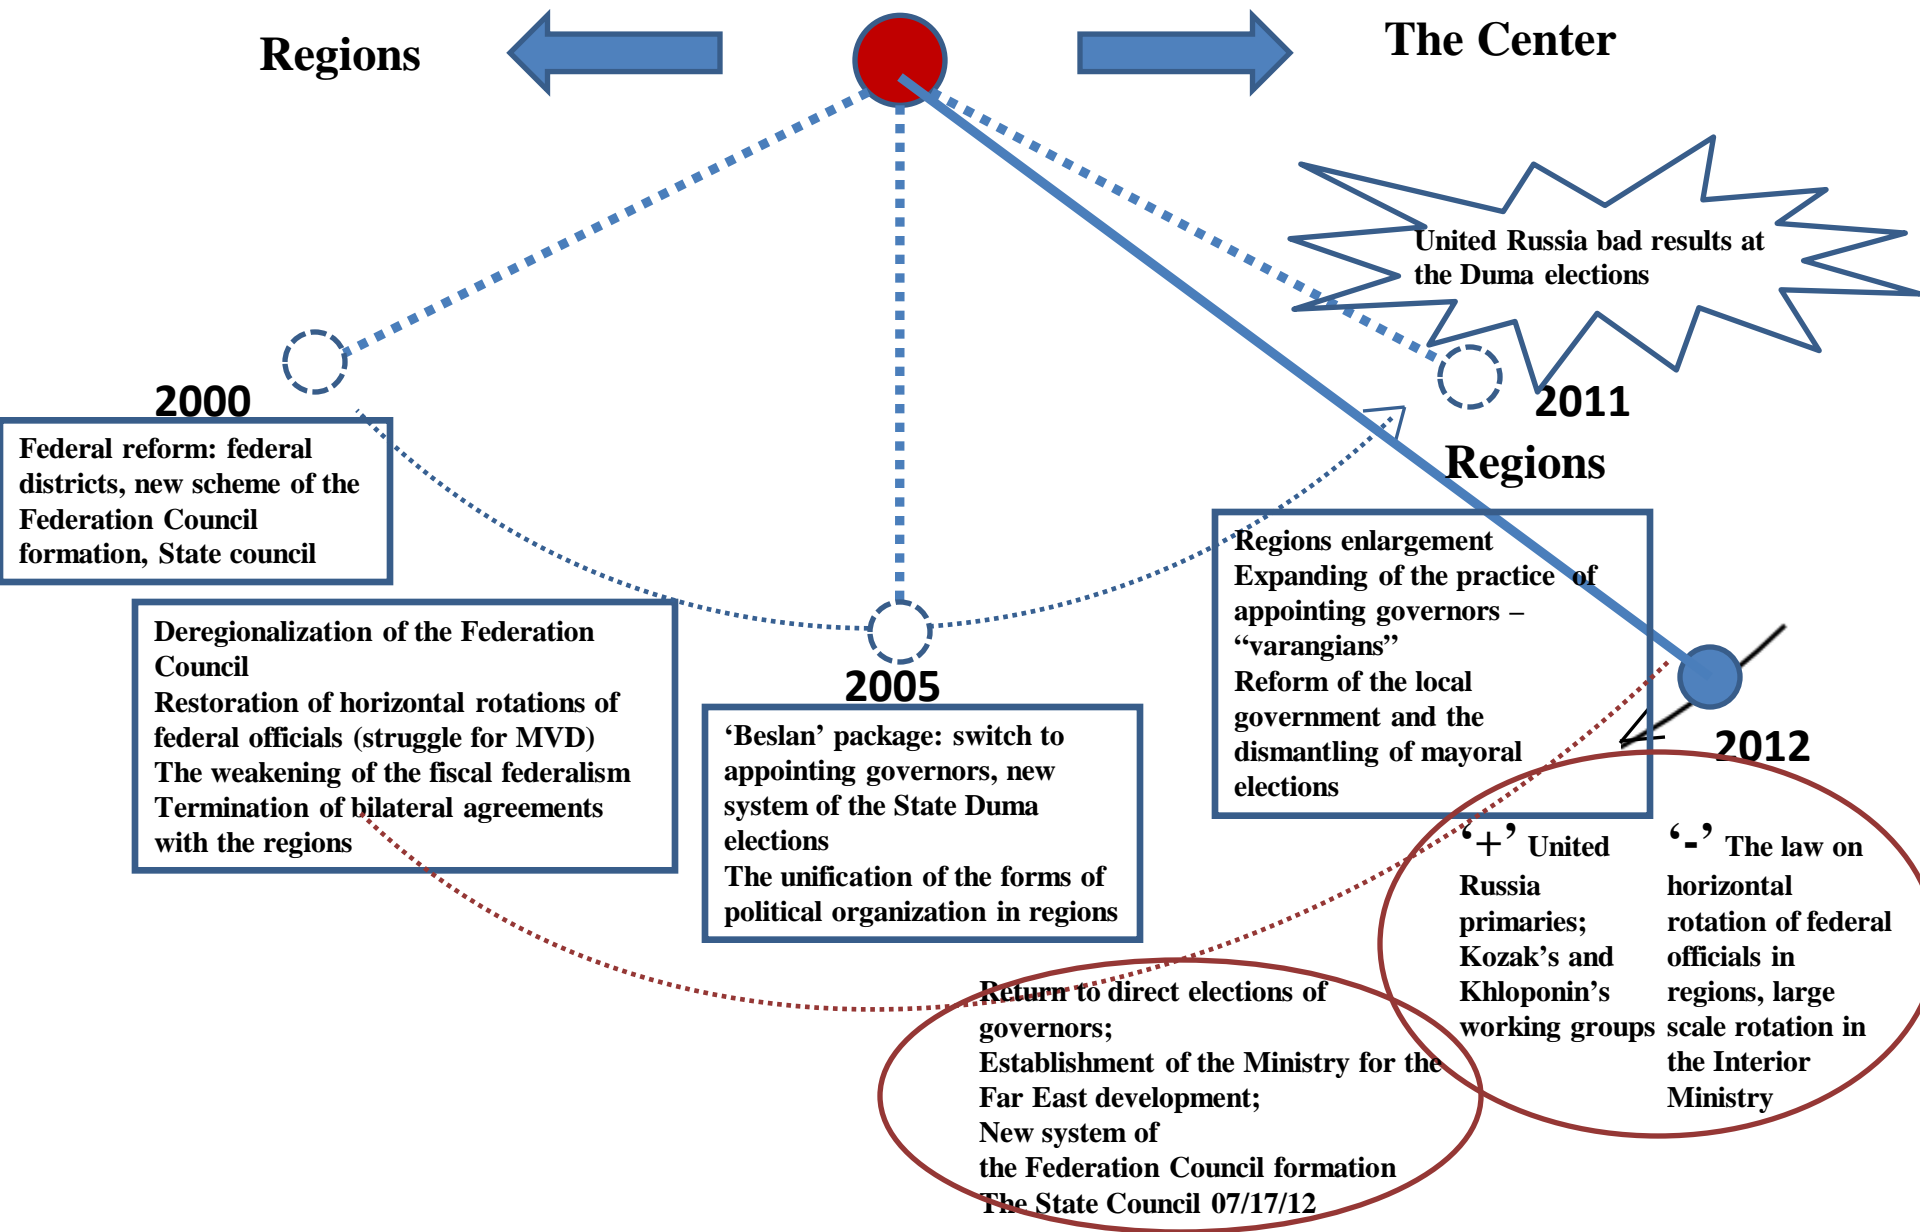 Regions
The Center
United Russia bad results at
the Duma elections
2000
Federal reform: federal
districts, new scheme of the
Federation Council
formation, State council
Deregionalization of the Federation
Council
Restoration of horizontal rotations of
federal officials (struggle for MVD)
The weakening of the fiscal federalism
Termination of bilateral agreements
with the regions
2005
‘Beslan’ package: switch to
appointing governors, new
system of the State Duma
elections
The unification of the forms of
political organization in regions
2011
Regions
Regions enlargement
Expanding of the practice of
appointing governors –
“varangians”
Reform of the local
government and the
dismantling of mayoral
elections
2012
‘+’ United
Russia
primaries;
Kozak’s and
Khloponin’s
working groups
‘-’ The law on
horizontal
rotation of federal
officials in
regions, large
scale rotation in
the Interior
Ministry
Return to direct elections of
governors;
Establishment of the Ministry for the
Far East development;
New system of
the Federation Council formation
The State Council 07/17/12